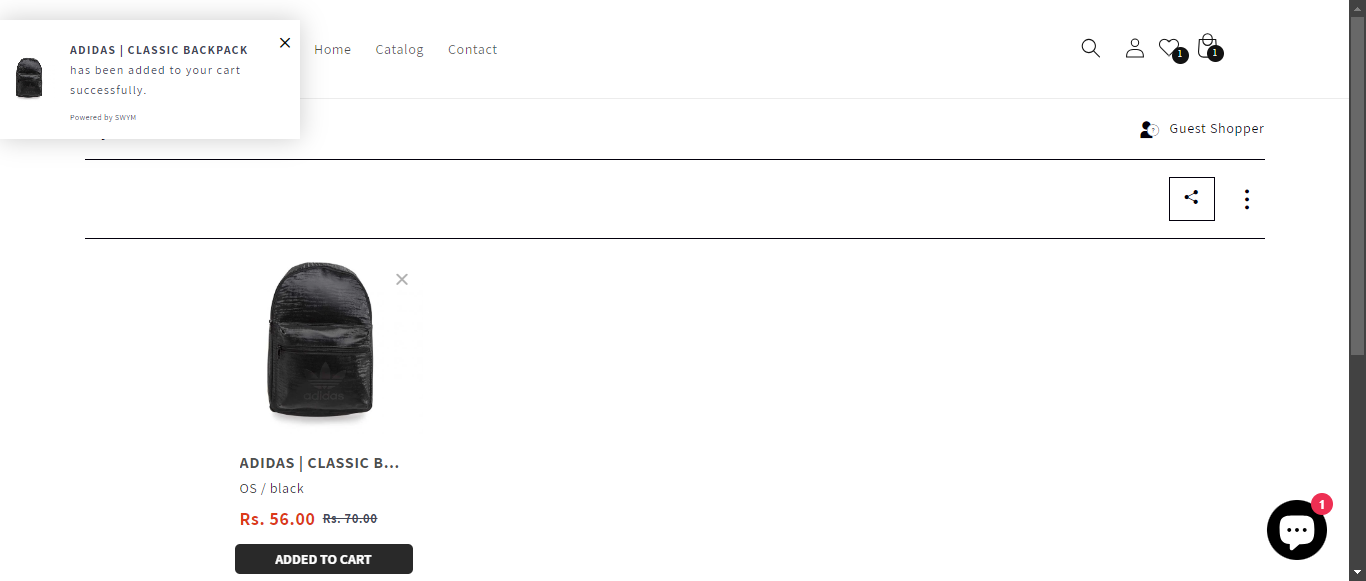 ADIDAS | CLASSIC BACKPACK
has been added to your cart
successfully.
Powered by SWYM
Home Catalog Contact
1
1
Guest Shopper
adidas
ADIDAS | CLASSIC B...
OS / black
Rs. 56.00 Rs. 70.00
ADDED TO CART
1